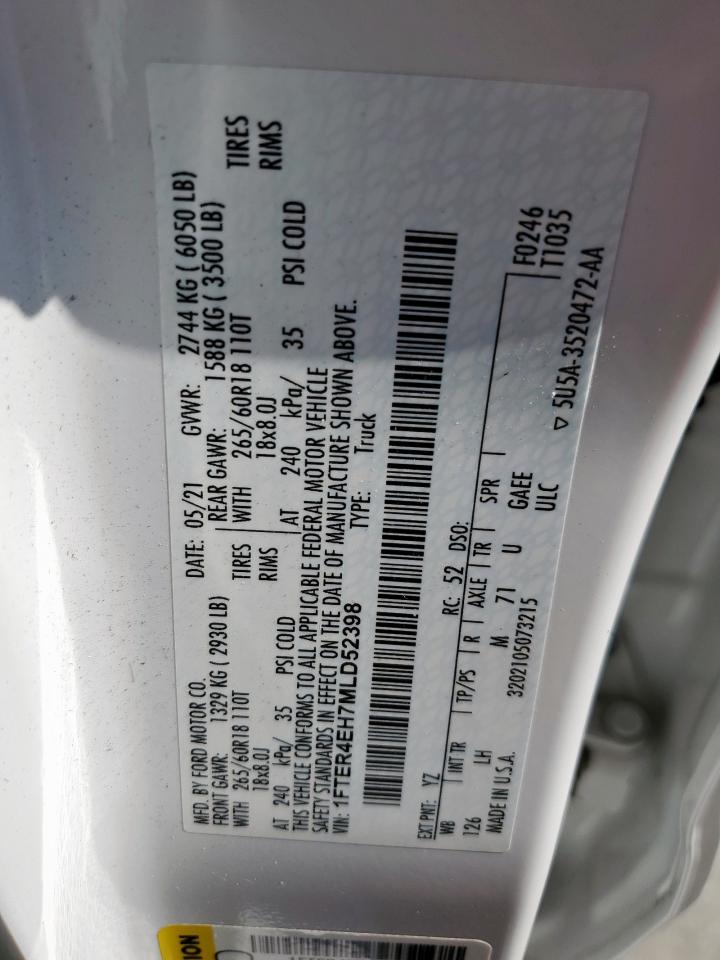 MFD. BY FORD MOTOR CO.
DATE: 05/21 GVWR: 2744 KG ( 6050 LB)
FRONT GAWR: 1329 KG ( 2930 LB) REAR GAWR: 1588 KG ( 3500 LB)
WITH 265/60R18 110T TIRES WITH 265/60R18 110T TIRES
18x8.0J RIMS 18x8.0J RIMS
AT 240 kPa/ 35 PSI COLD AT 240 kPa/ 35 PSI COLD
THIS VEHICLE CONFORMS TO ALL APPLICABLE FEDERAL MOTOR VEHICLE
SAFETY STANDARDS IN EFFECT ON THE DATE OF MANUFACTURE SHOWN ABOVE.
VIN: 1FTER4EH7MLD52398 TYPE: Truck
EXT PNT: YZ RC: 52 DSO:
WB INT TR TP/PS R AXLE TR SPR F0246
126 LH M 71 U GAEE T1035
MADE IN U.S.A. 3202105073215 ULC
5U5A-3520472-AA
ION